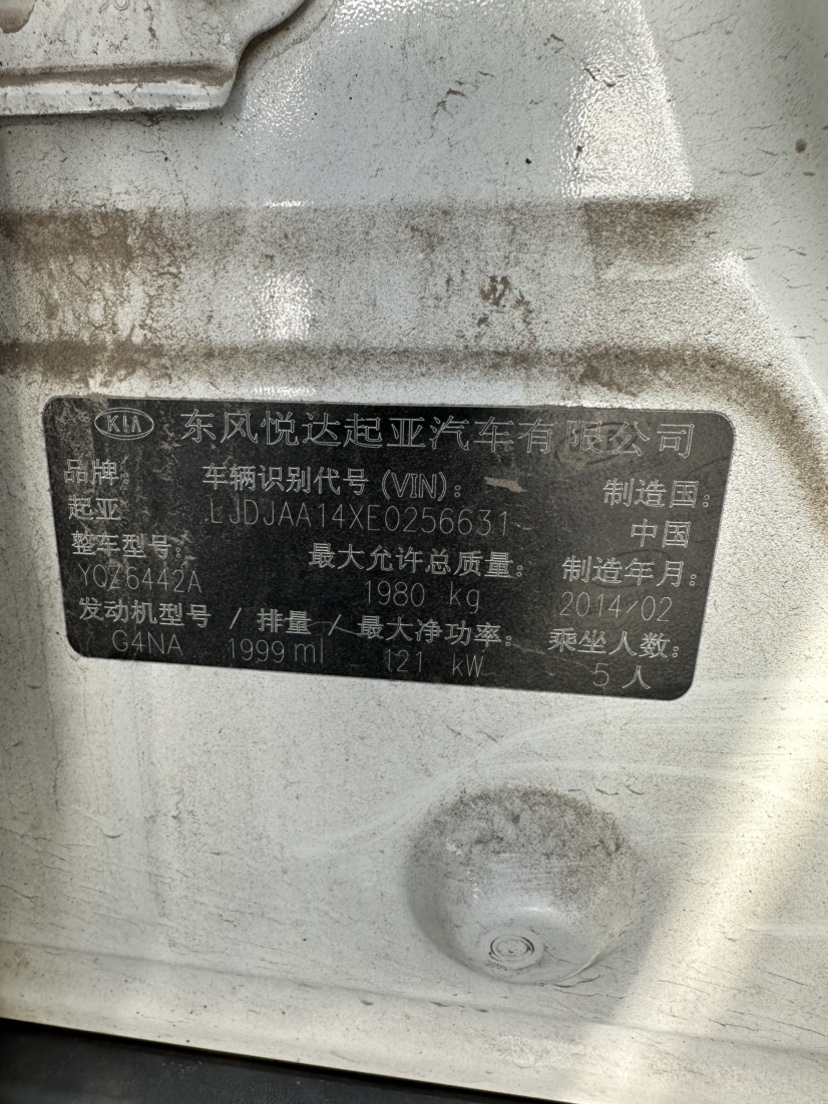 KIA 东风悦达起亚汽车有限公司
品牌: 车辆识别代号 (VIN): 制造国:
起亚 LJDJAA14XE0256631 中国
整车型号: 最大允许总质量: 制造年月:
YQZ6442A 1980 kg 2014/02
发动机型号 / 排量 / 最大净功率: 乘坐人数:
G4NA 1999ml 121 kW 5人